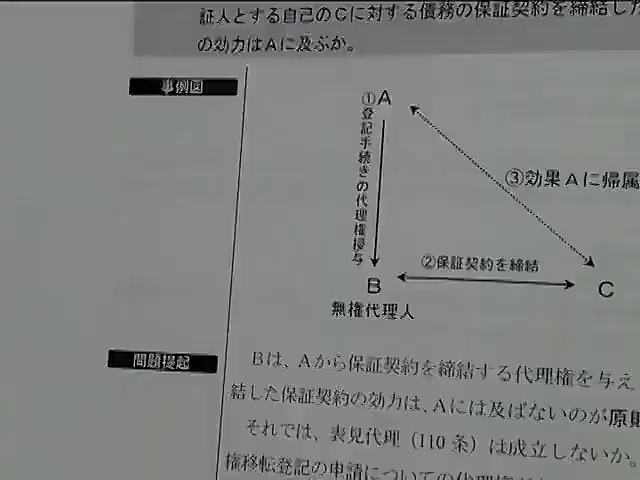 証人とする自己のCに対する債務の保証契約を締結した
の効力はAに及ぶか。
事例図
①A
登記手続きの代理権授与
③効果Aに帰属
②保証契約を締結
B
C
無権代理人
問題提起
Bは、Aから保証契約を締結する代理権を与え
結した保証契約の効力は、Aには及ばないのが原則
それでは、表見代理（110条）は成立しないか。
権移転登記の申請についての代理権